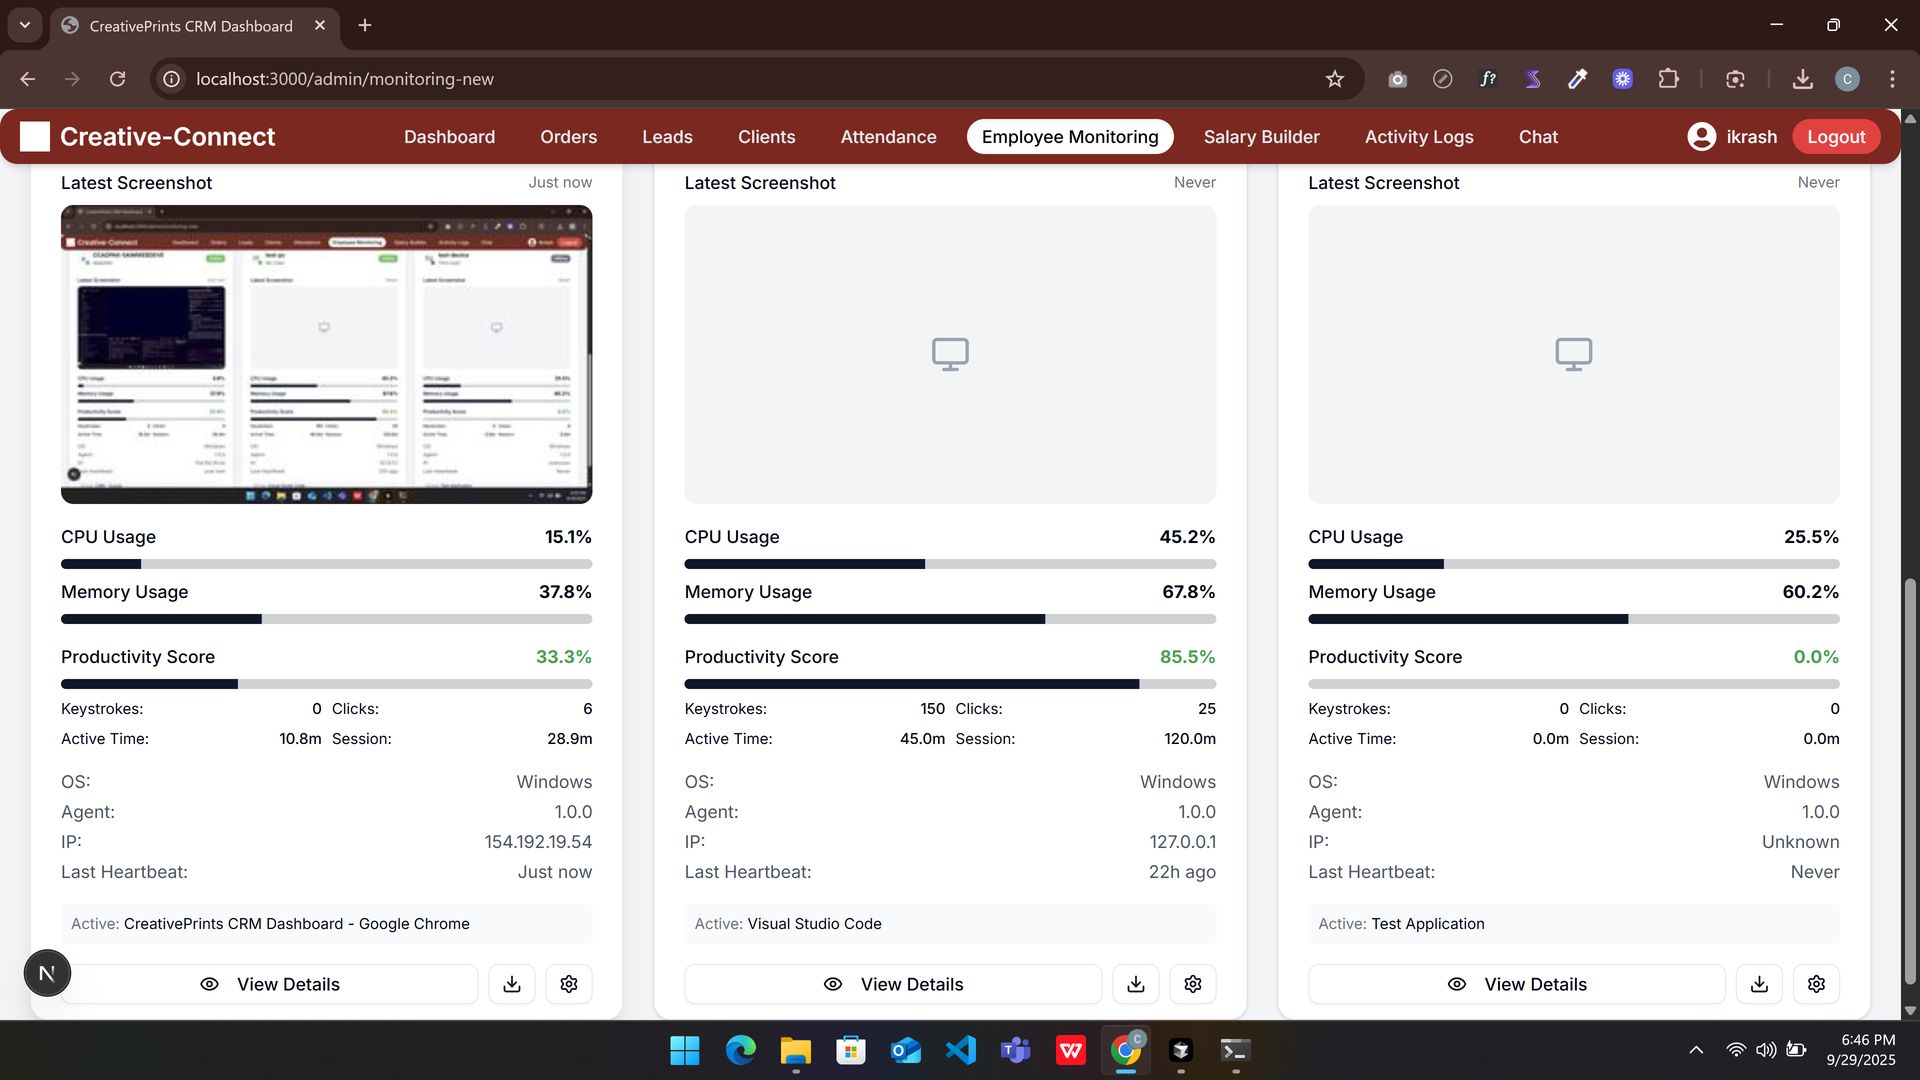 CreativePrints CRM Dashboard
localhost:3000/admin/monitoring-new
f?
C
Creative-Connect
Dashboard
Orders
Leads
Clients
Attendance
Employee Monitoring
Salary Builder
Activity Logs
Chat
ikrash
Logout
Latest Screenshot Just now
CPU Usage 15.1%
Memory Usage 37.8%
Productivity Score 33.3%
Keystrokes: 0 Clicks: 6
Active Time: 10.8m Session: 28.9m
OS: Windows
Agent: 1.0.0
IP: 154.192.19.54
Last Heartbeat: Just now
Active: CreativePrints CRM Dashboard - Google Chrome
View Details
Latest Screenshot Never
CPU Usage 45.2%
Memory Usage 67.8%
Productivity Score 85.5%
Keystrokes: 150 Clicks: 25
Active Time: 45.0m Session: 120.0m
OS: Windows
Agent: 1.0.0
IP: 127.0.0.1
Last Heartbeat: 22h ago
Active: Visual Studio Code
View Details
Latest Screenshot Never
CPU Usage 25.5%
Memory Usage 60.2%
Productivity Score 0.0%
Keystrokes: 0 Clicks: 0
Active Time: 0.0m Session: 0.0m
OS: Windows
Agent: 1.0.0
IP: Unknown
Last Heartbeat: Never
Active: Test Application
View Details
N
6:46 PM
9/29/2025